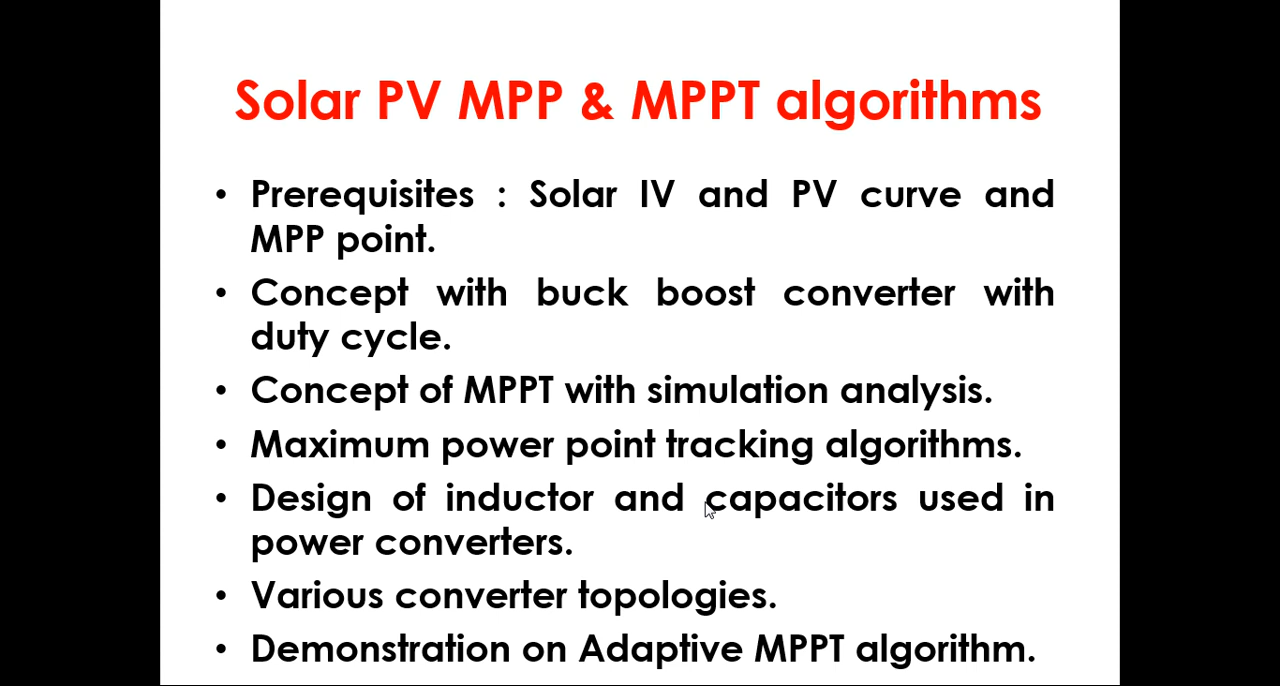 Solar PV MPP & MPPT algorithms
• Prerequisites : Solar IV and PV curve and
MPP point.
• Concept with buck boost converter with
duty cycle.
• Concept of MPPT with simulation analysis.
• Maximum power point tracking algorithms.
• Design of inductor and capacitors used in
power converters.
• Various converter topologies.
• Demonstration on Adaptive MPPT algorithm.